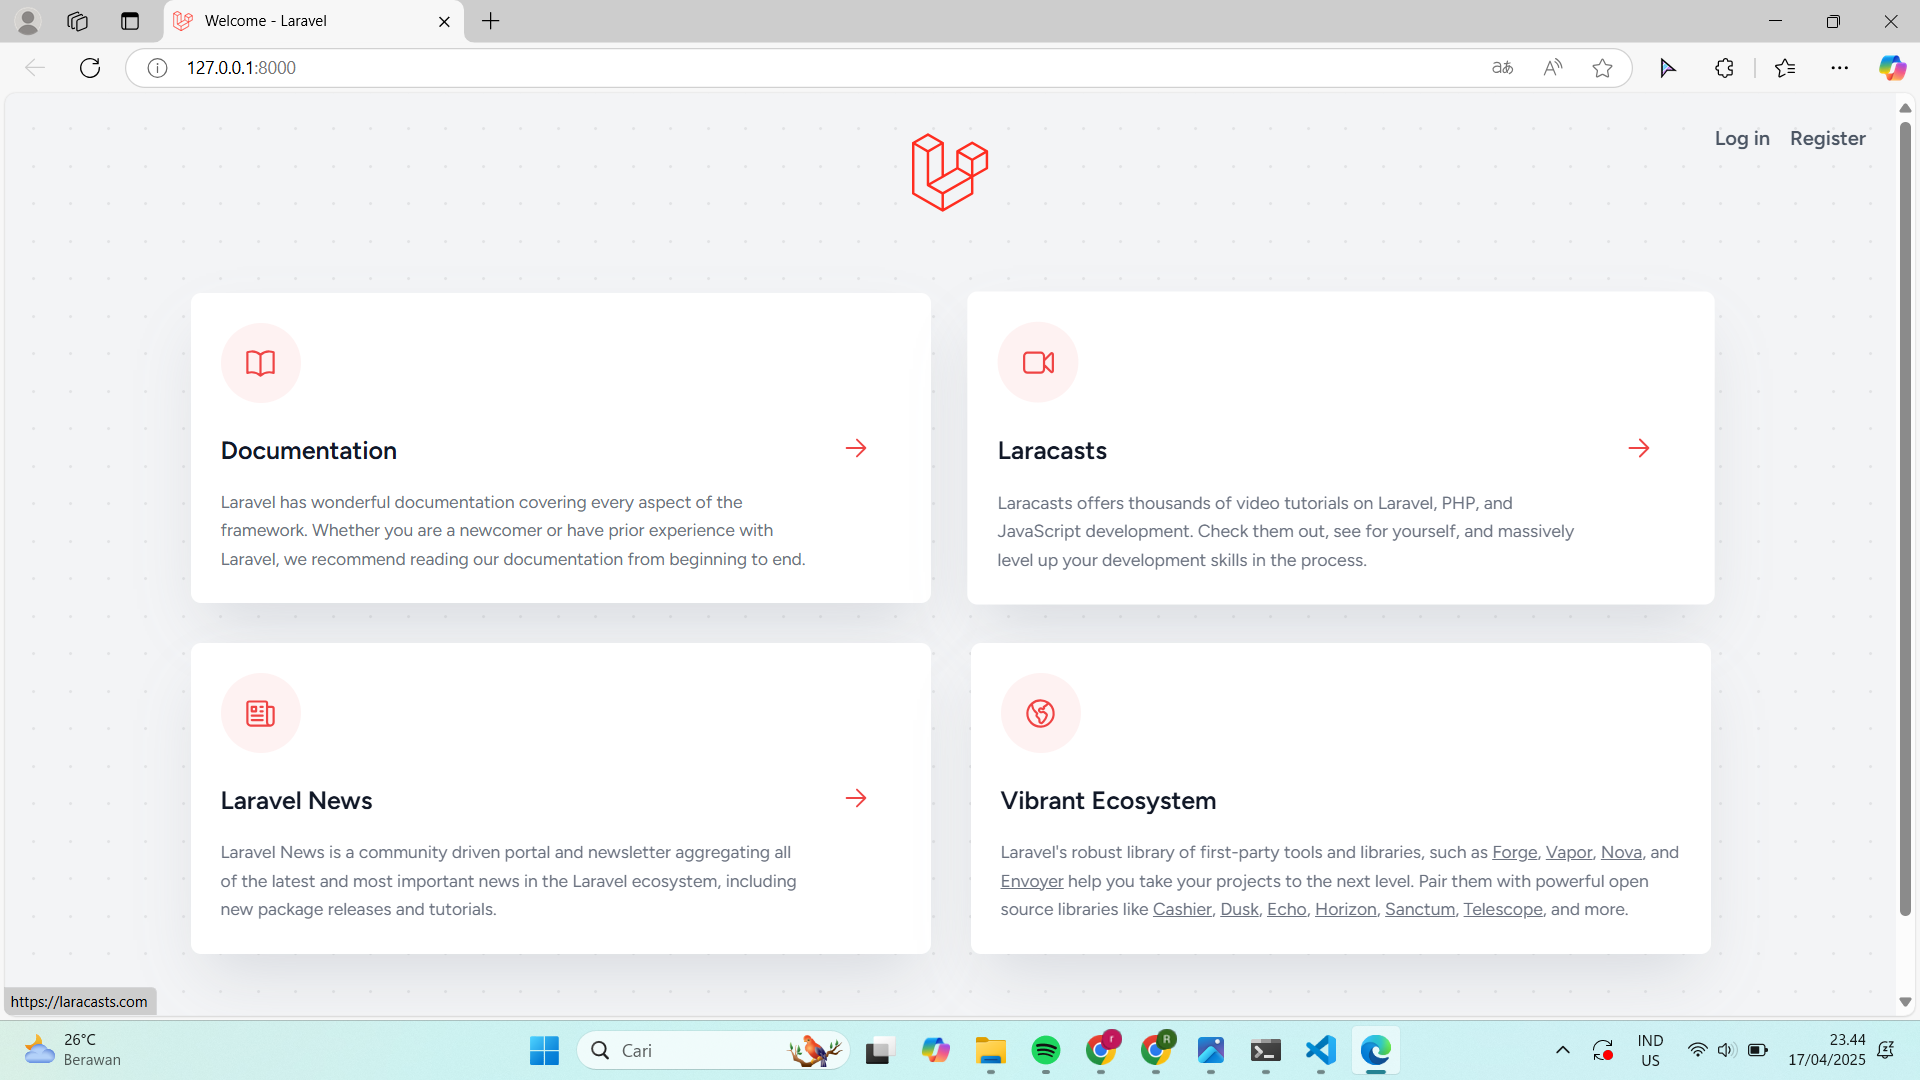 Welcome - Laravel
127.0.0.1:8000
Log in Register
Documentation
Laravel has wonderful documentation covering every aspect of the
framework. Whether you are a newcomer or have prior experience with
Laravel, we recommend reading our documentation from beginning to end.
Laracasts
Laracasts offers thousands of video tutorials on Laravel, PHP, and
JavaScript development. Check them out, see for yourself, and massively
level up your development skills in the process.
Laravel News
Laravel News is a community driven portal and newsletter aggregating all
of the latest and most important news in the Laravel ecosystem, including
new package releases and tutorials.
Vibrant Ecosystem
Laravel's robust library of first-party tools and libraries, such as Forge, Vapor, Nova, and
Envoyer help you take your projects to the next level. Pair them with powerful open
source libraries like Cashier, Dusk, Echo, Horizon, Sanctum, Telescope, and more.
https://laracasts.com
26°C
Berawan
Cari
r
R
IND
US
23.44
17/04/2025